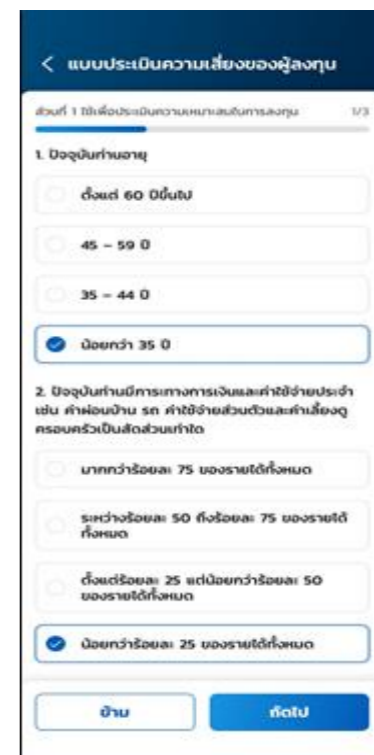 แบบประเมินความเสี่ยงของผู้ลงทุน
ส่วนที่ 1 ใช้เพื่อประเมินความเหมาะสมในการลงทุน 1/3
1. ปัจจุบันท่านอายุ
ตั้งแต่ 60 ปีขึ้นไป
45 – 59 ปี
35 – 44 ปี
น้อยกว่า 35 ปี
2. ปัจจุบันท่านมีภาระทางการเงินและค่าใช้จ่ายประจำ
เช่น ค่าผ่อนบ้าน รถ ค่าใช้จ่ายส่วนตัวและค่าเลี้ยงดู
ครอบครัวเป็นสัดส่วนเท่าใด
มากกว่าร้อยละ 75 ของรายได้ทั้งหมด
ระหว่างร้อยละ 50 ถึงร้อยละ 75 ของรายได้
ทั้งหมด
ตั้งแต่ร้อยละ 25 แต่น้อยกว่าร้อยละ 50
ของรายได้ทั้งหมด
น้อยกว่าร้อยละ 25 ของรายได้ทั้งหมด
ข้าม
ถัดไป